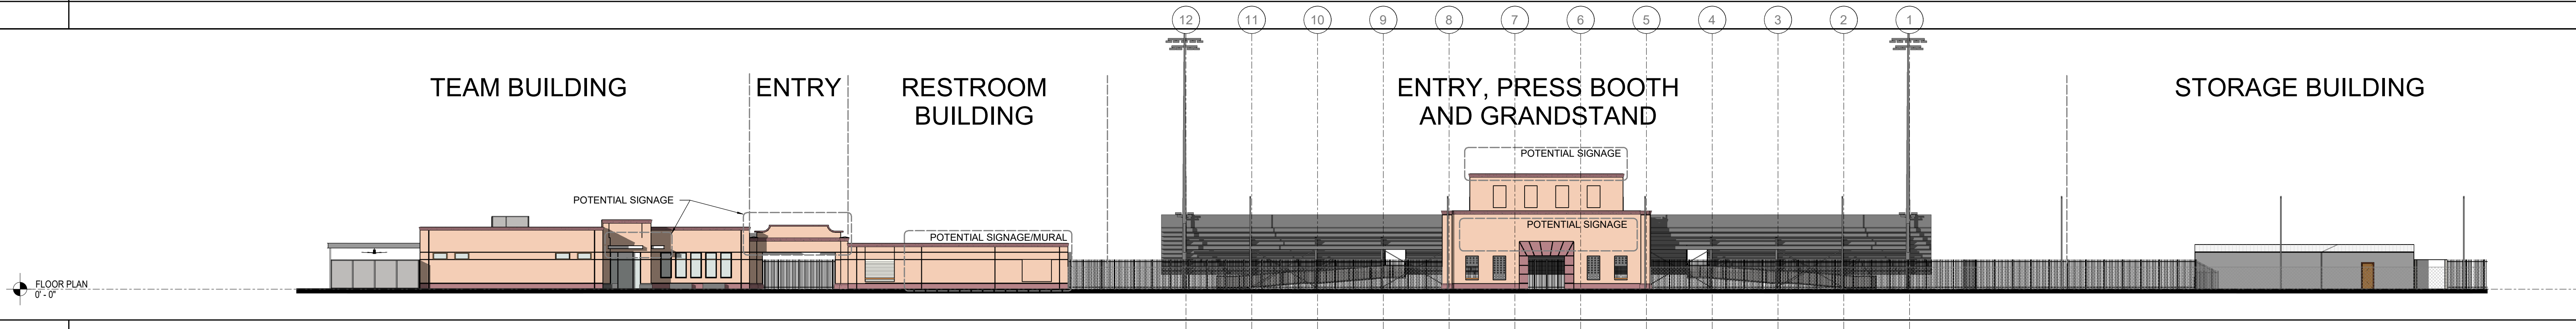 12 11 10 9 8 7 6 5 4 3 2 1
TEAM BUILDING
ENTRY
RESTROOM
BUILDING
ENTRY, PRESS BOOTH
AND GRANDSTAND
STORAGE BUILDING
POTENTIAL SIGNAGE
POTENTIAL SIGNAGE
POTENTIAL SIGNAGE
POTENTIAL SIGNAGE/MURAL
FLOOR PLAN
0' - 0"